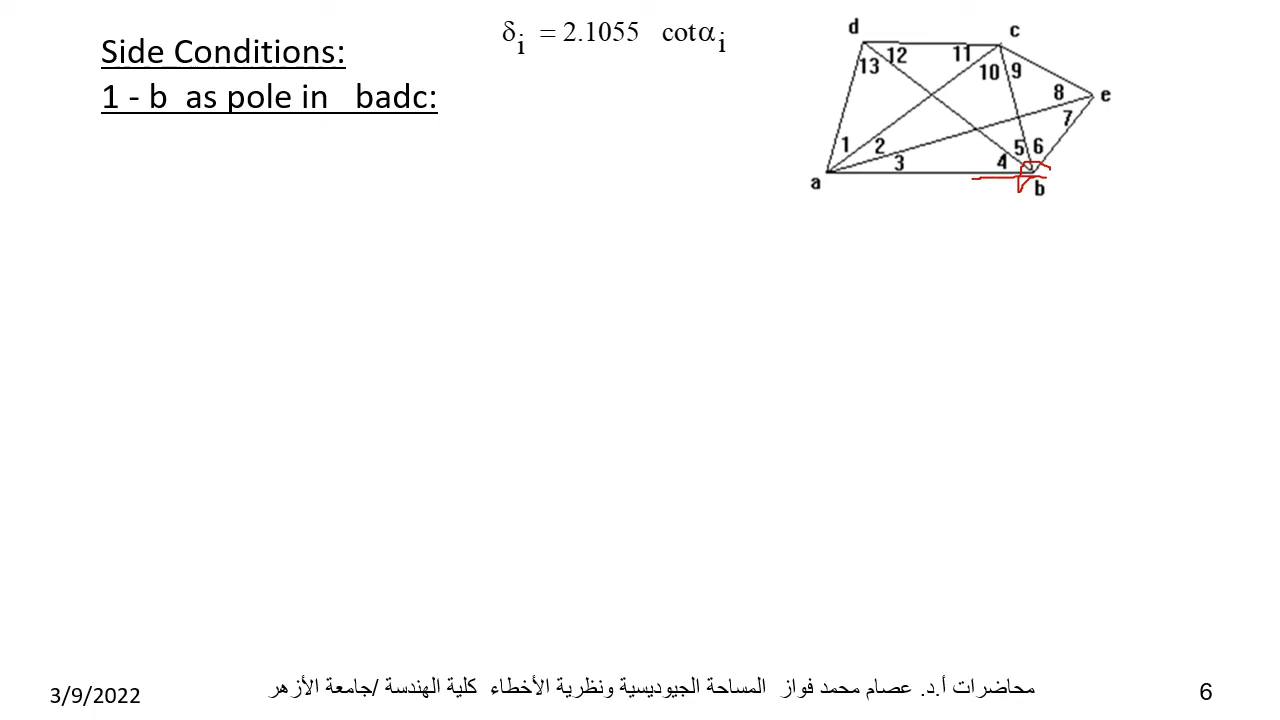 Side Conditions:
1 - b as pole in badc:
δi = 2.1055 cotαi
d
c
12
11
13
10
9
8
e
7
1
2
5
6
3
4
a
b
3/9/2022
محاضرات أ.د. عصام محمد فواز المساحة الجيوديسية ونظرية الأخطاء كلية الهندسة /جامعة الأزهر
6